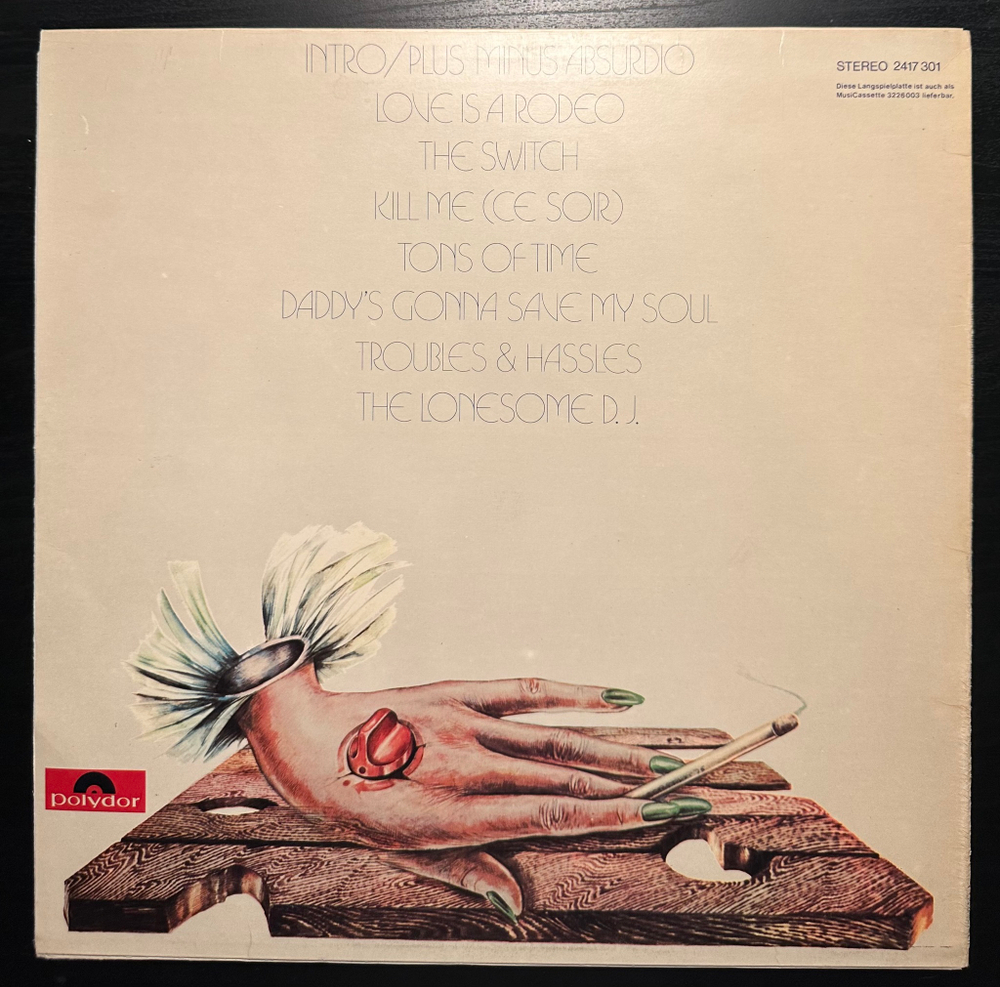 INTRO/PLUS MINUS ABSURDIO
LOVE IS A RODEO
THE SWITCH
KILL ME (CE SOIR)
TONS OF TIME
DADDY'S GONNA SAVE MY SOUL
TROUBLES & HASSLES
THE LONESOME D.J.
STEREO 2417 301
Diese Langspielplatte ist auch als
MusiCassette 3226003 lieferbar.
polydor